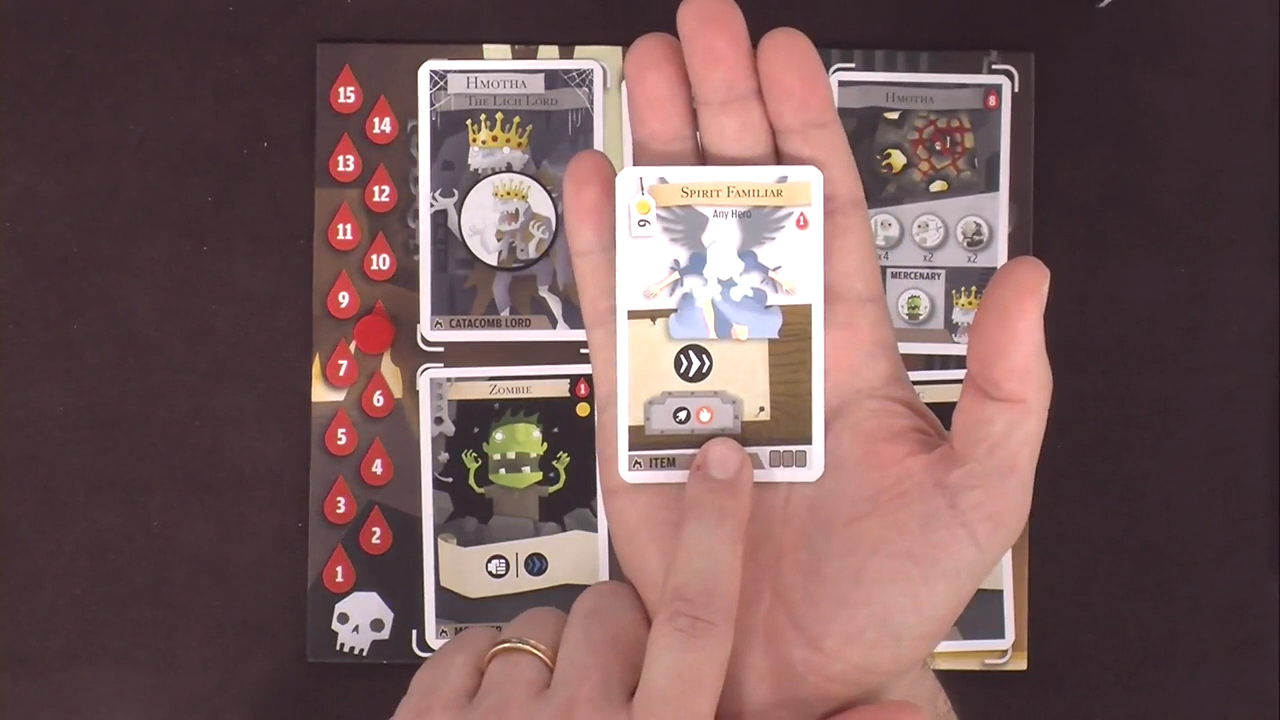 15
14
13
12
11
10
9
7
6
5
4
3
2
1
HMOTHA
THE LICH LORD
CATACOMB LORD
ZOMBIE
1
SPIRIT FAMILIAR
Any Hero
6
1
ITEM
HMOTHA
8
x4
x2
x2
MERCENARY